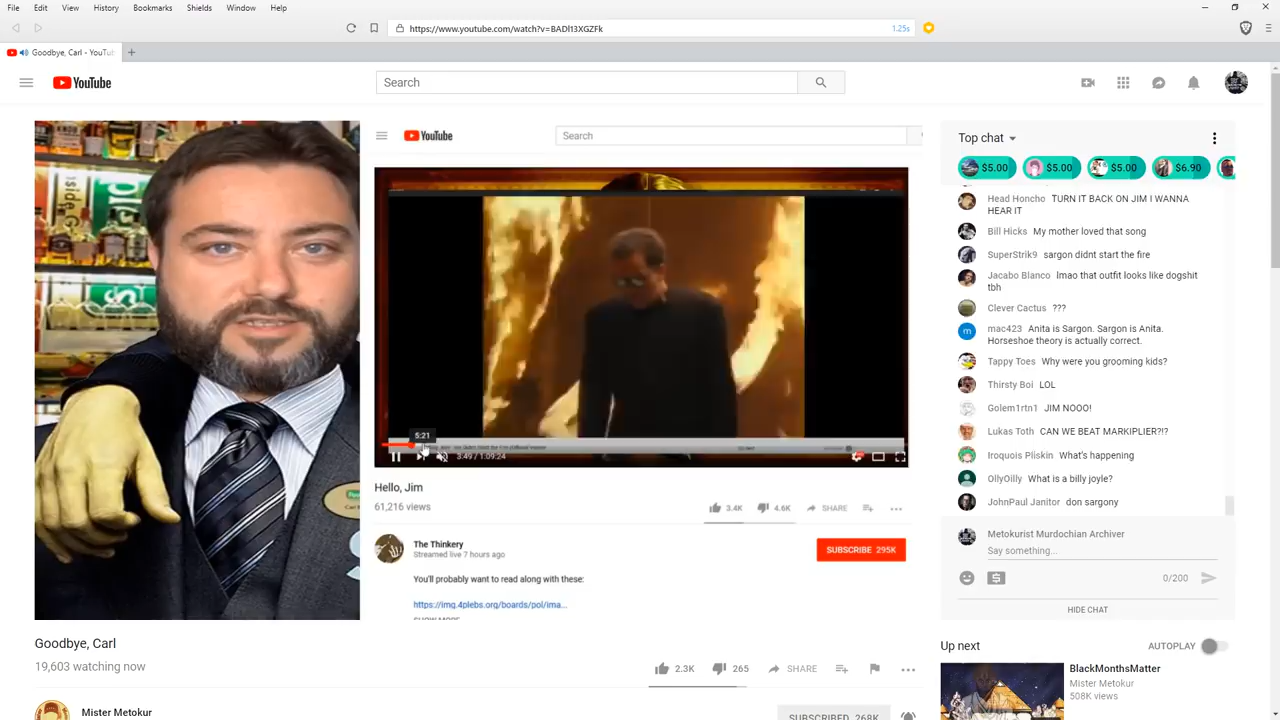 File Edit View History Bookmarks Shields Window Help
https://www.youtube.com/watch?v=BADl13XGZFk 1.25s
Goodbye, Carl - YouTub
YouTube
Search
YouTube
Search
5:21
3:49 / 1:09:24
Hello, Jim
61,216 views
3.4K 4.6K SHARE
The Thinkery
Streamed live 7 hours ago
SUBSCRIBE 295K
You'll probably want to read along with these:
https://img.4plebs.org/boards/pol/ima...
Goodbye, Carl
19,603 watching now
2.3K 265 SHARE
Mister Metokur
SUBSCRIBED 268K
Top chat
$5.00 $5.00 $5.00 $6.90
Head Honcho TURN IT BACK ON JIM I WANNA
HEAR IT
Bill Hicks My mother loved that song
SuperStrik9 sargon didnt start the fire
Jacabo Blanco lmao that outfit looks like dogshit
tbh
Clever Cactus ???
mac423 Anita is Sargon. Sargon is Anita.
Horseshoe theory is actually correct.
Tappy Toes Why were you grooming kids?
Thirsty Boi LOL
Golem1rtn1 JIM NOOO!
Lukas Toth CAN WE BEAT MARKIPLIER?!?
Iroquois Pliskin What's happening
OllyOilly What is a billy joyle?
JohnPaul Janitor don sargony
Metokurist Murdochian Archiver
Say something...
0/200
HIDE CHAT
Up next
AUTOPLAY
BlackMonthsMatter
Mister Metokur
508K views